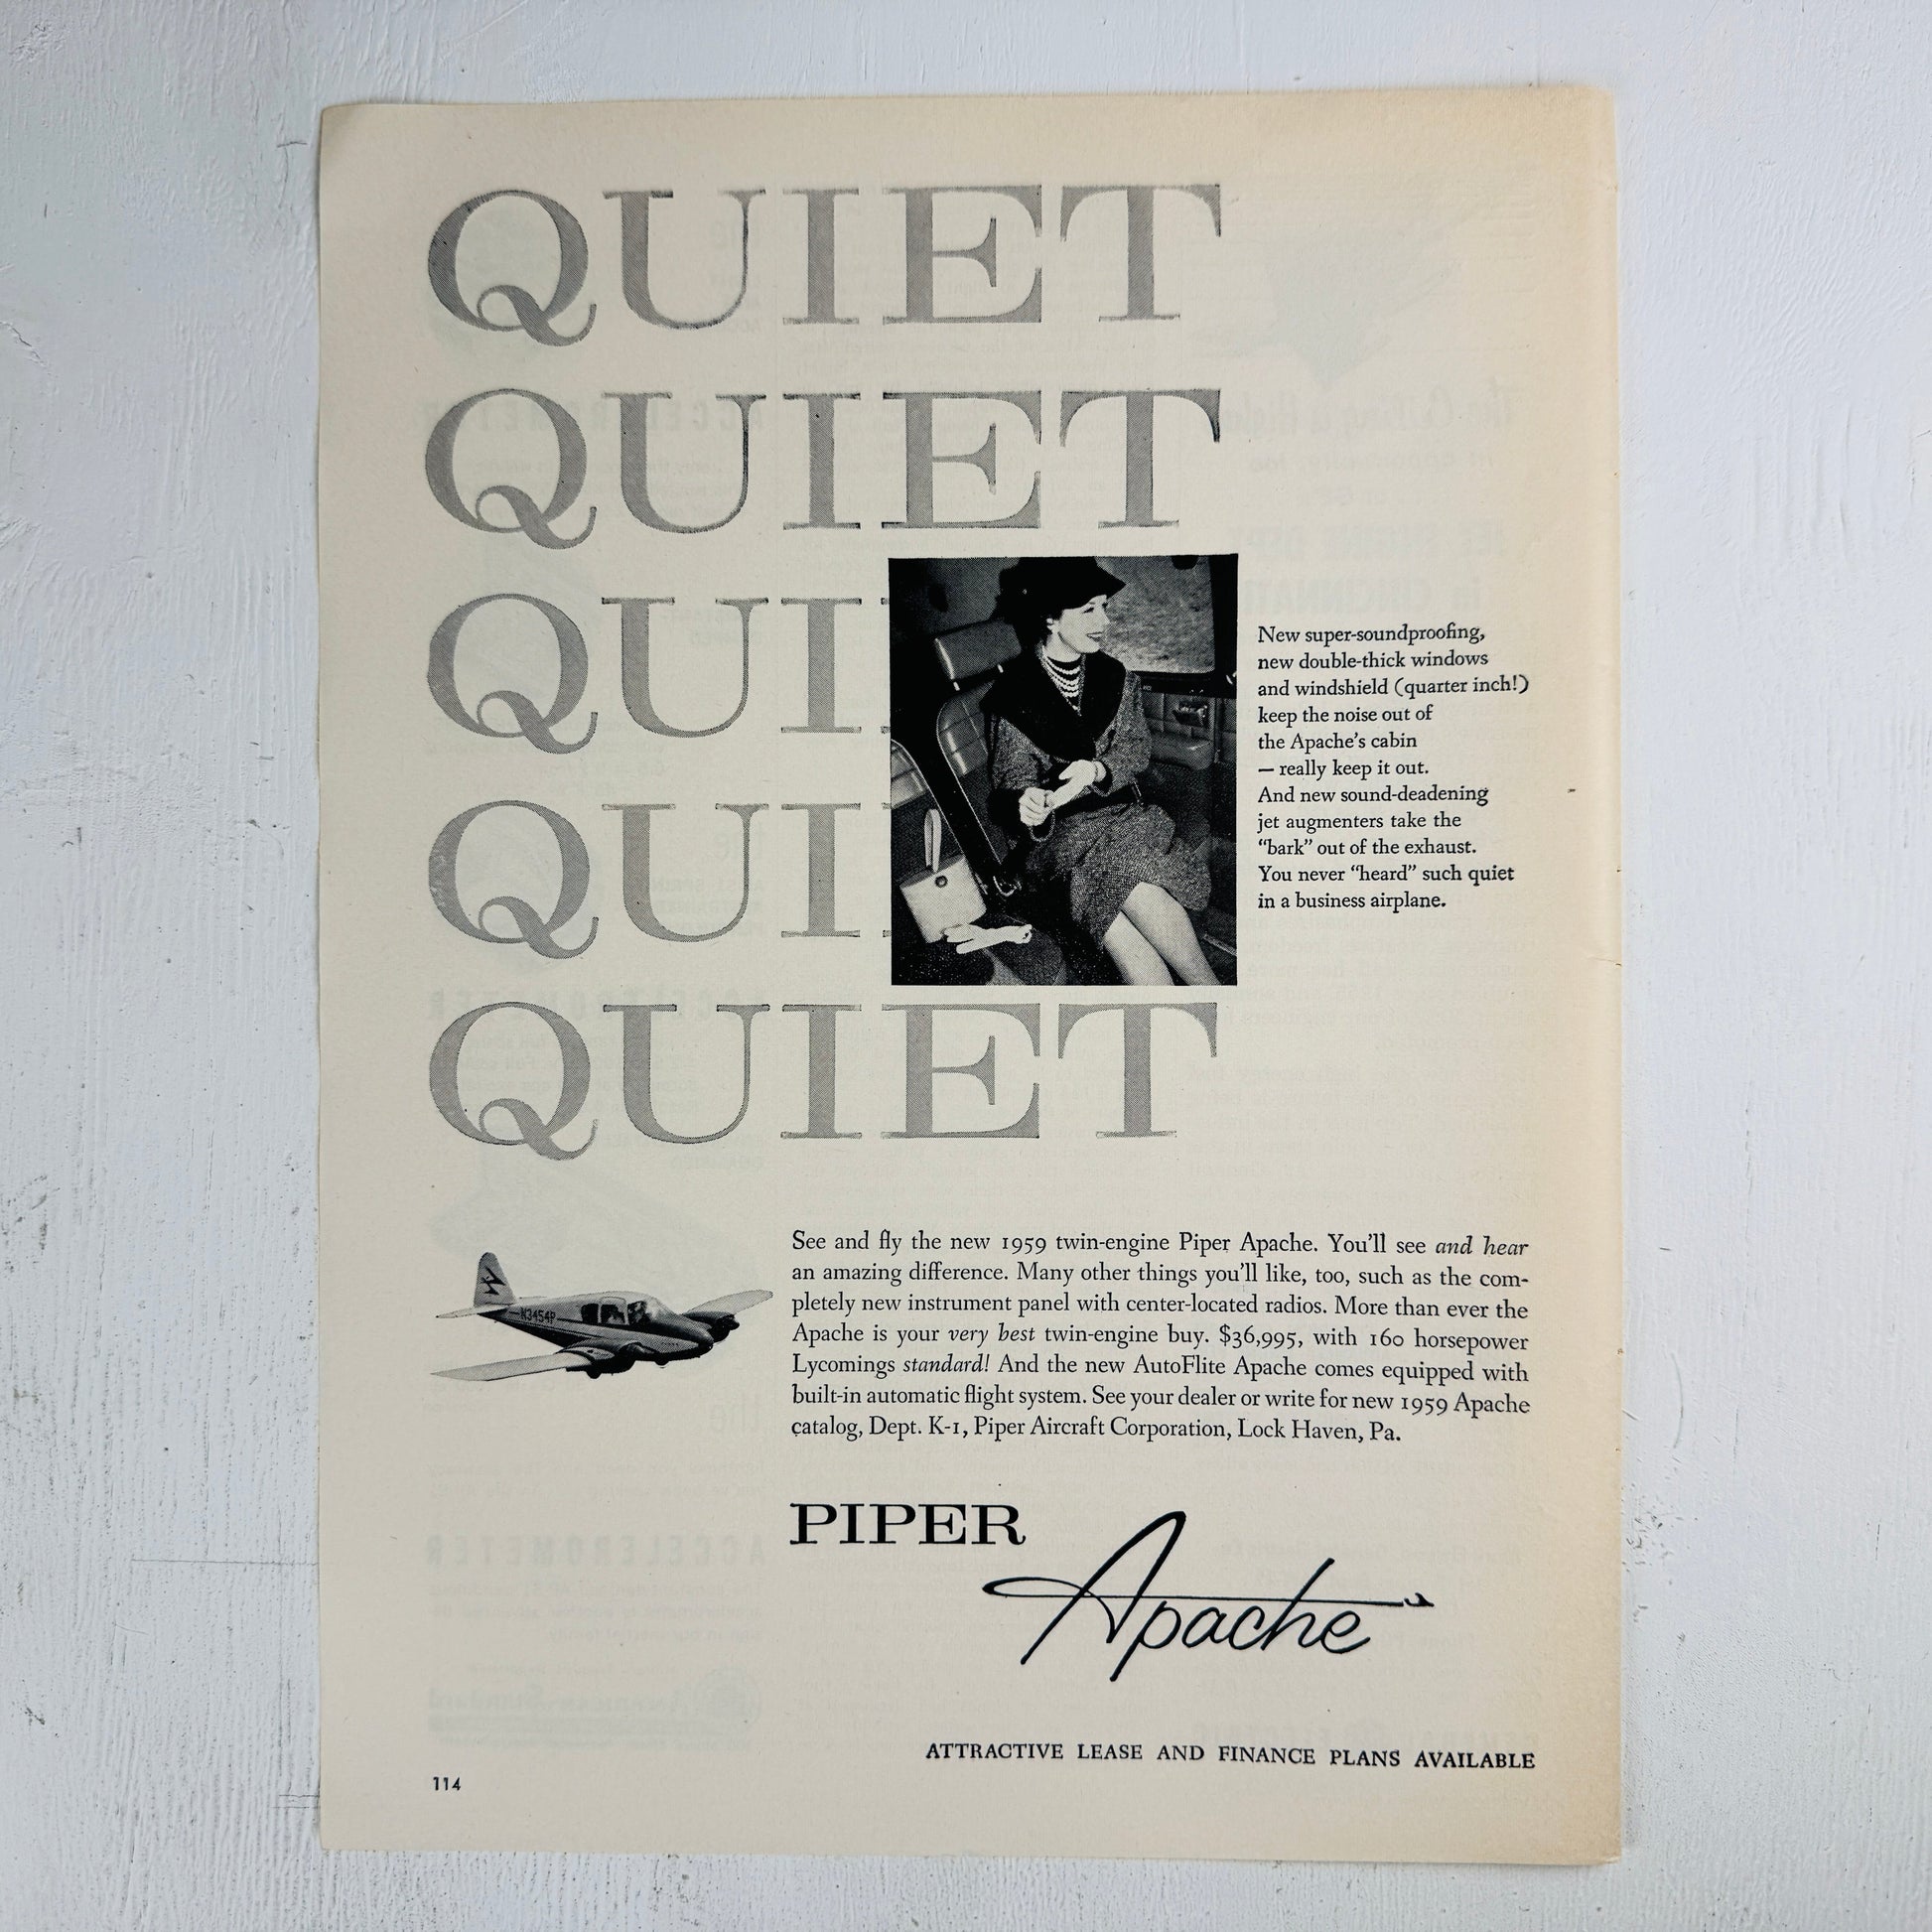 QUIET
QUIET
QUI
QUI
QUIET
New super-soundproofing,
new double-thick windows
and windshield (quarter inch!)
keep the noise out of
the Apache's cabin
— really keep it out.
And new sound-deadening
jet augmenters take the
“bark” out of the exhaust.
You never “heard” such quiet
in a business airplane.
N3454P
See and fly the new 1959 twin-engine Piper Apache. You'll see and hear
an amazing difference. Many other things you'll like, too, such as the com-
pletely new instrument panel with center-located radios. More than ever the
Apache is your very best twin-engine buy. $36,995, with 160 horsepower
Lycomings standard! And the new AutoFlite Apache comes equipped with
built-in automatic flight system. See your dealer or write for new 1959 Apache
catalog, Dept. K-1, Piper Aircraft Corporation, Lock Haven, Pa.
PIPER
Apache
ATTRACTIVE LEASE AND FINANCE PLANS AVAILABLE
114